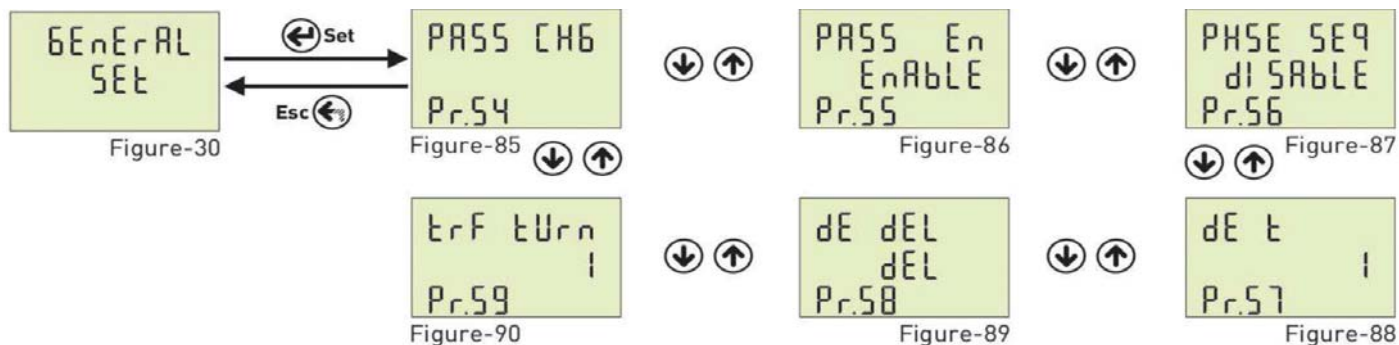 GEnErAL
SEt
Figure-30
Set
Esc
PASS CHG
Pr.54
Figure-85
PASS En
EnAbLE
Pr.55
Figure-86
PHSE SEq
diSAbLE
Pr.56
Figure-87
trF tUrn
1
Pr.59
Figure-90
dE dEL
dEL
Pr.58
Figure-89
dE t
1
Pr.57
Figure-88